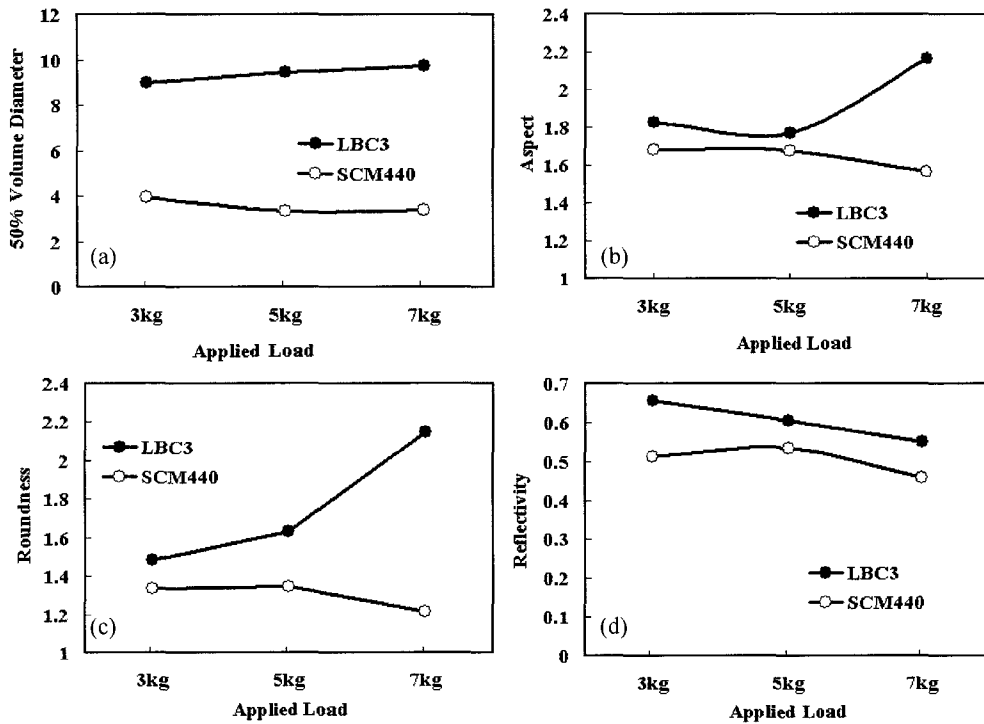 50% Volume Diameter
12
10
8
6
4
2
0
LBC3
SCM440
(a)
3kg 5kg 7kg
Applied Load
Aspect
2.4
2.2
2
1.8
1.6
1.4
1.2
1
LBC3
SCM440
(b)
3kg 5kg 7kg
Applied Load
Roundness
2.4
2.2
2
1.8
1.6
1.4
1.2
1
LBC3
SCM440
(c)
3kg 5kg 7kg
Applied Load
Reflectivity
0.7
0.6
0.5
0.4
0.3
0.2
0.1
0
LBC3
SCM440
(d)
3kg 5kg 7kg
Applied Load